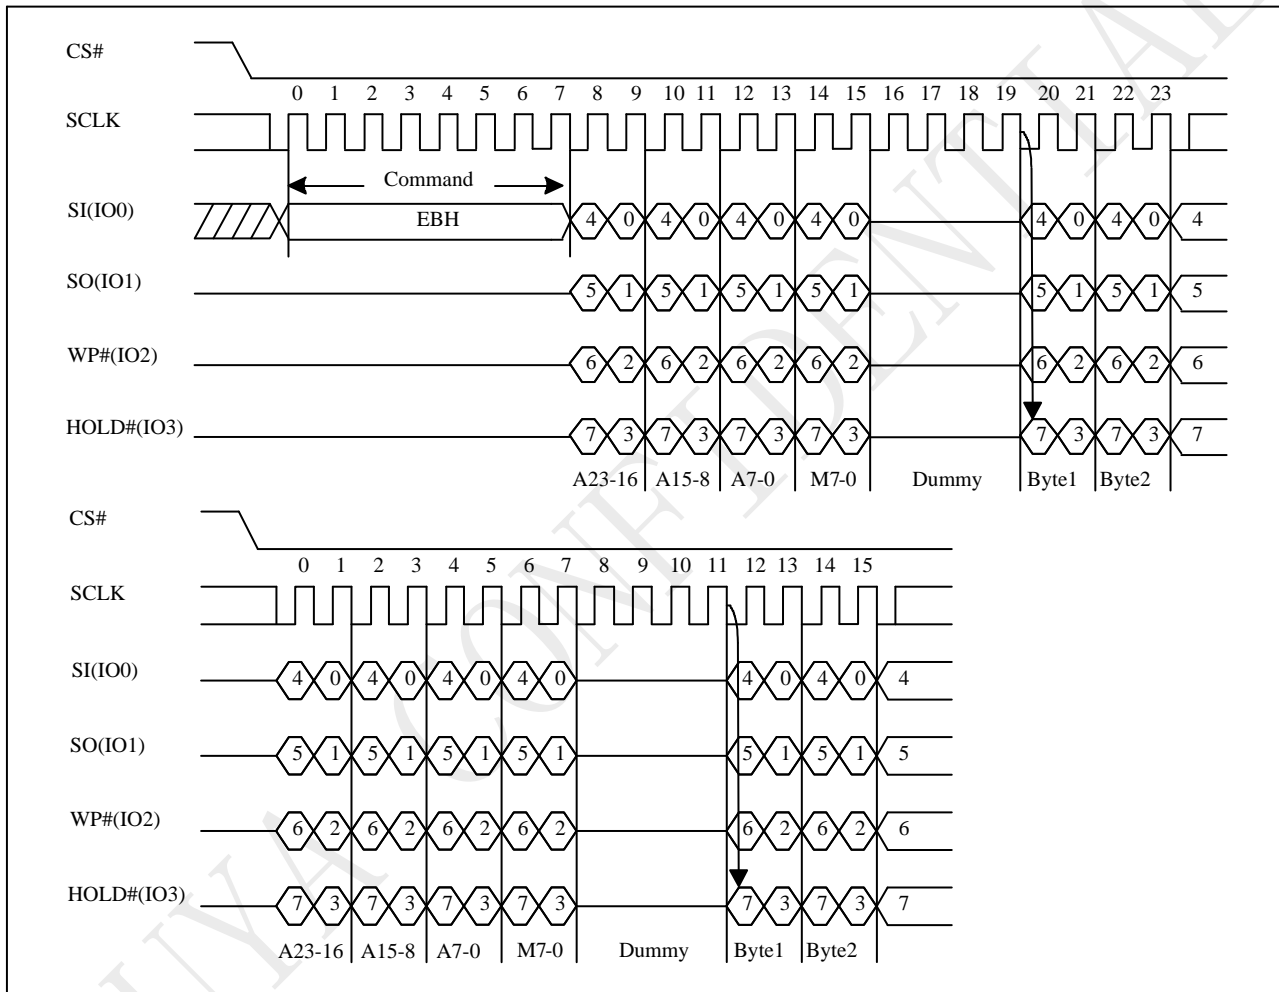 CS#
0 1 2 3 4 5 6 7 8 9 10 11 12 13 14 15 16 17 18 19 20 21 22 23
SCLK
Command
SI(IO0) EBH 4 0 4 0 4 0 4 0 4 0 4 0 4
SO(IO1) 5 1 5 1 5 1 5 1 5 1 5 1 5
WP#(IO2) 6 2 6 2 6 2 6 2 6 2 6 2 6
HOLD#(IO3) 7 3 7 3 7 3 7 3 7 3 7 3 7
A23-16 A15-8 A7-0 M7-0 Dummy Byte1 Byte2
CS#
0 1 2 3 4 5 6 7 8 9 10 11 12 13 14 15
SCLK
SI(IO0) 4 0 4 0 4 0 4 0 4 0 4 0 4
SO(IO1) 5 1 5 1 5 1 5 1 5 1 5 1 5
WP#(IO2) 6 2 6 2 6 2 6 2 6 2 6 2 6
HOLD#(IO3) 7 3 7 3 7 3 7 3 7 3 7 3 7
A23-16 A15-8 A7-0 M7-0 Dummy Byte1 Byte2
UYA CONFIDENTIAL